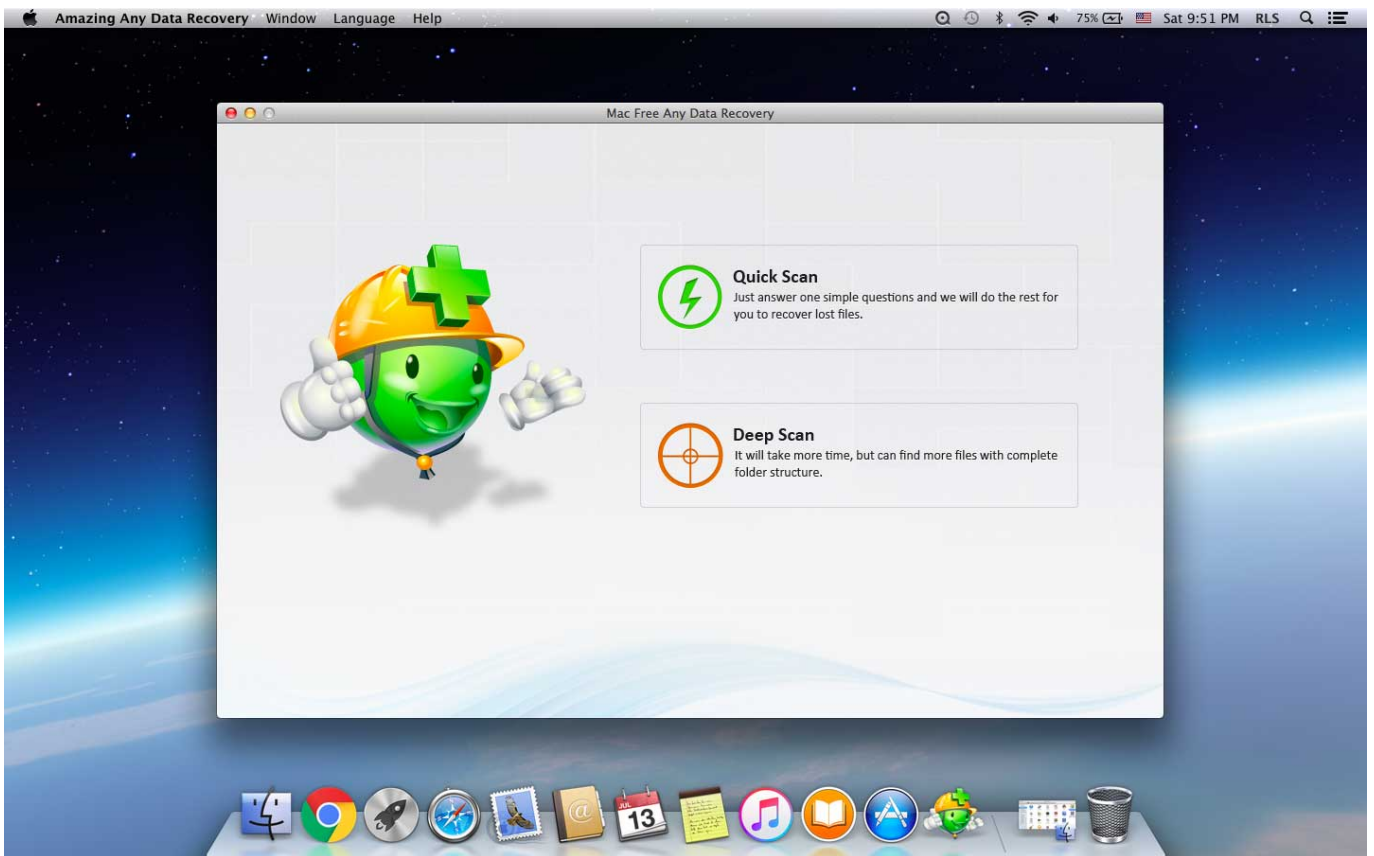 Amazing Any Data Recovery Window Language Help 75% Sat 9:51 PM RLS
Mac Free Any Data Recovery
Quick Scan
Just answer one simple questions and we will do the rest for
you to recover lost files.
Deep Scan
It will take more time, but can find more files with complete
folder structure.
JUL
13
@